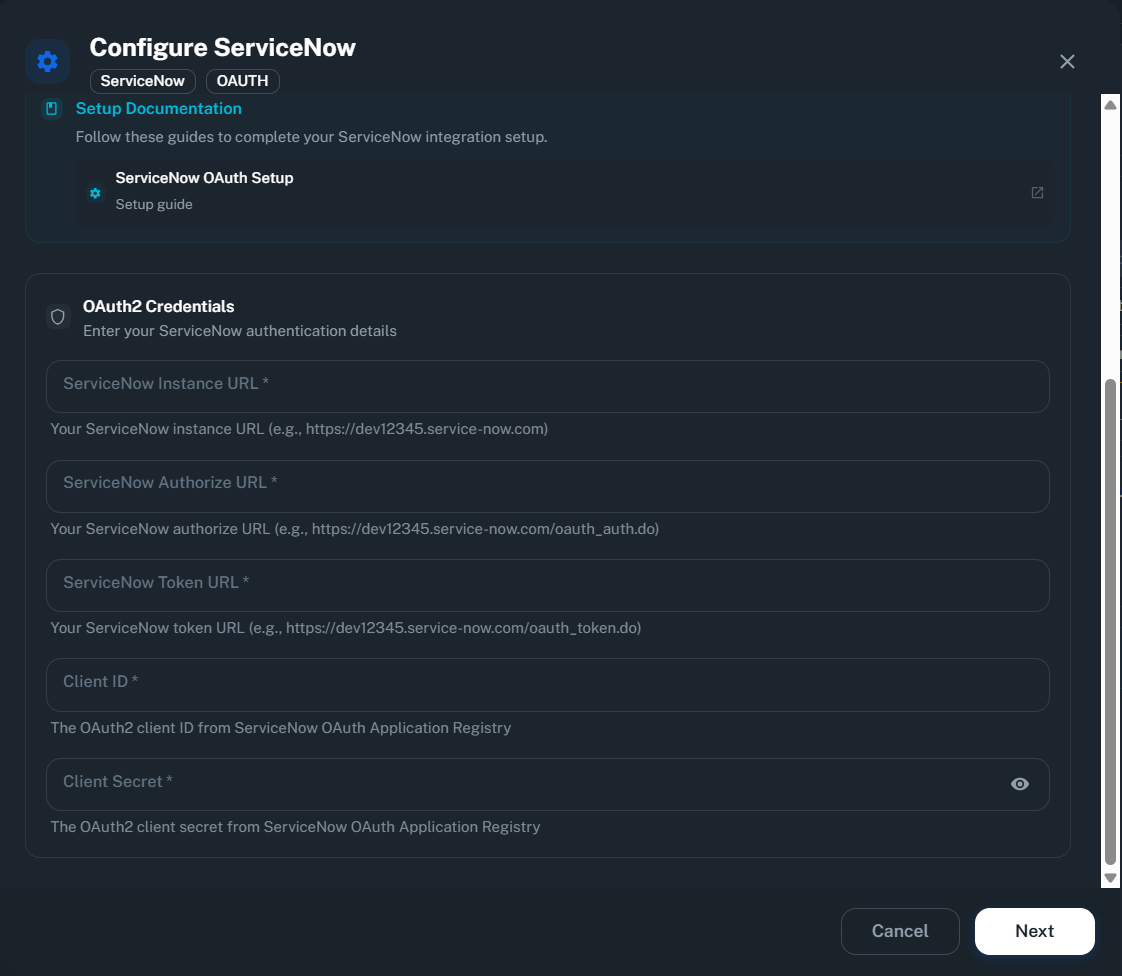 Configure ServiceNow
ServiceNow OAUTH
Setup Documentation
Follow these guides to complete your ServiceNow integration setup.
ServiceNow OAuth Setup
Setup guide
OAuth2 Credentials
Enter your ServiceNow authentication details
ServiceNow Instance URL *
Your ServiceNow instance URL (e.g., https://dev12345.service-now.com)
ServiceNow Authorize URL *
Your ServiceNow authorize URL (e.g., https://dev12345.service-now.com/oauth_auth.do)
ServiceNow Token URL *
Your ServiceNow token URL (e.g., https://dev12345.service-now.com/oauth_token.do)
Client ID *
The OAuth2 client ID from ServiceNow OAuth Application Registry
Client Secret *
The OAuth2 client secret from ServiceNow OAuth Application Registry
Cancel Next